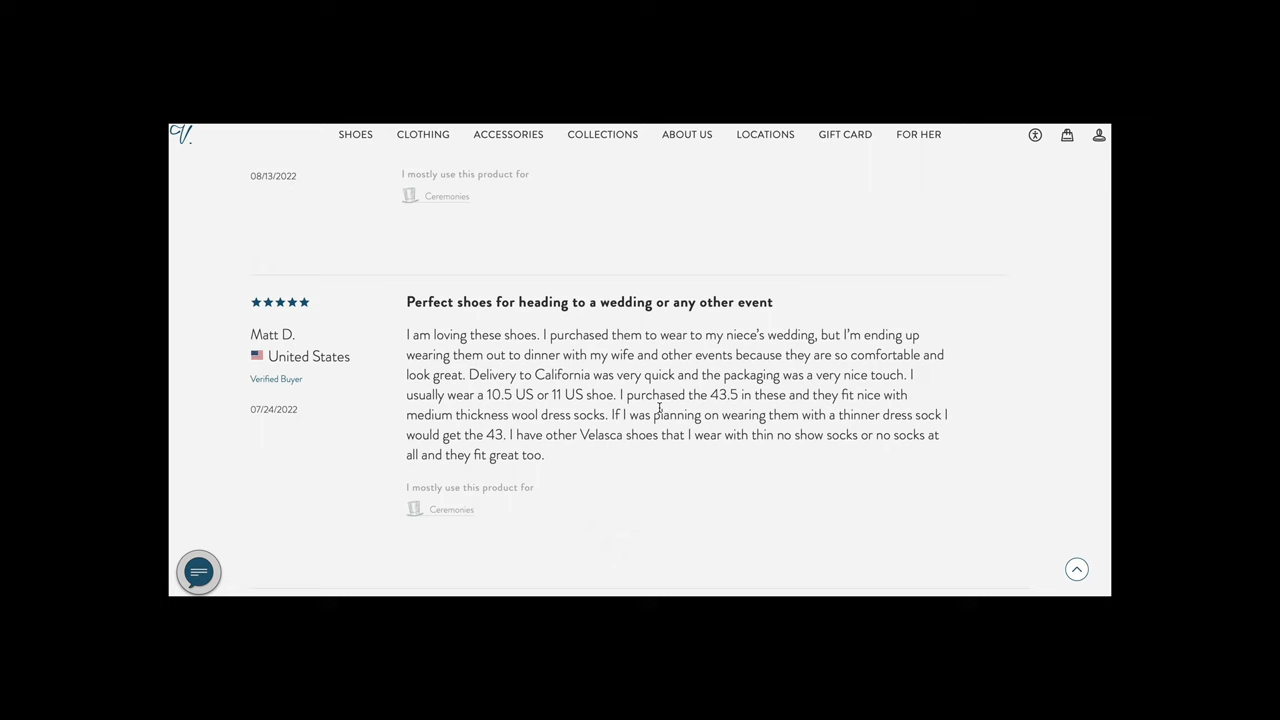 V.
SHOES CLOTHING ACCESSORIES COLLECTIONS ABOUT US LOCATIONS GIFT CARD FOR HER
08/13/2022
I mostly use this product for
Ceremonies
Perfect shoes for heading to a wedding or any other event
Matt D.
United States
Verified Buyer
07/24/2022
I am loving these shoes. I purchased them to wear to my niece’s wedding, but I’m ending up
wearing them out to dinner with my wife and other events because they are so comfortable and
look great. Delivery to California was very quick and the packaging was a very nice touch. I
usually wear a 10.5 US or 11 US shoe. I purchased the 43.5 in these and they fit nice with
medium thickness wool dress socks. If I was planning on wearing them with a thinner dress sock I
would get the 43. I have other Velasca shoes that I wear with thin no show socks or no socks at
all and they fit great too.
I mostly use this product for
Ceremonies